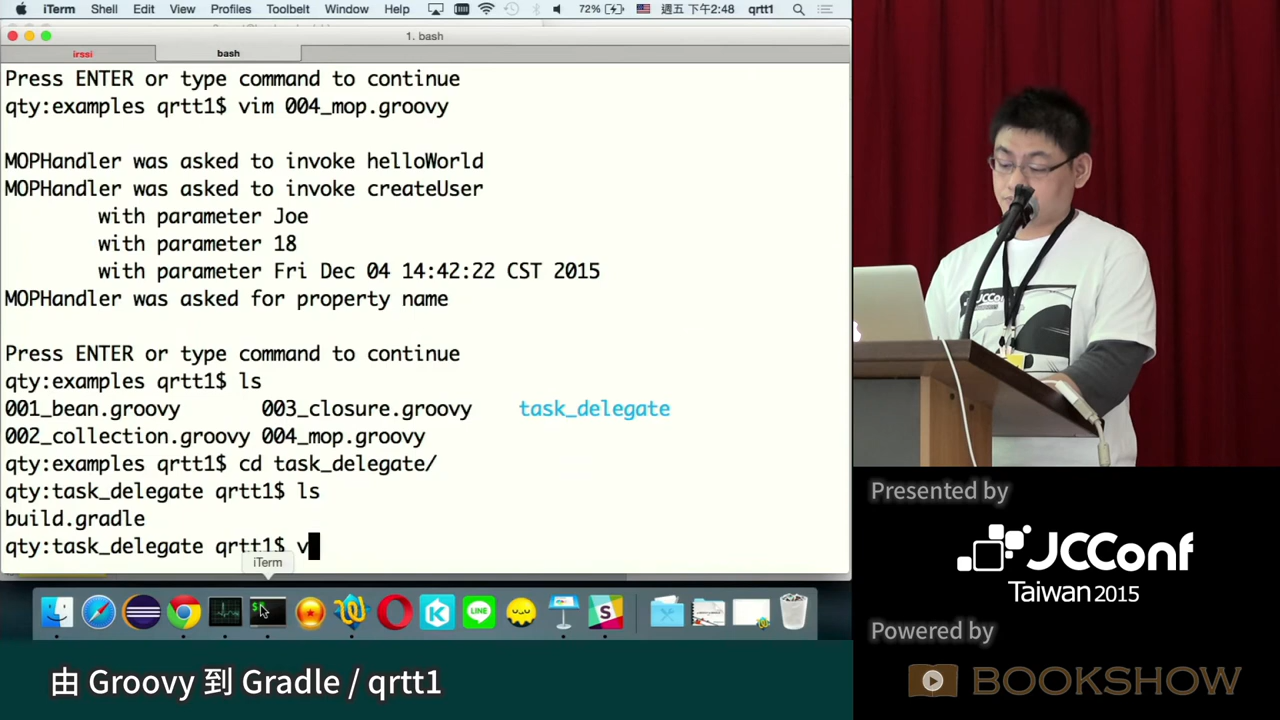 iTerm Shell Edit View Profiles Toolbelt Window Help 72% 週五 下午2:48 qrtt1
1. bash
irssi bash
Press ENTER or type command to continue
qty:examples qrtt1$ vim 004_mop.groovy
MOPHandler was asked to invoke helloWorld
MOPHandler was asked to invoke createUser
with parameter Joe
with parameter 18
with parameter Fri Dec 04 14:42:22 CST 2015
MOPHandler was asked for property name
Press ENTER or type command to continue
qty:examples qrtt1$ ls
001_bean.groovy 003_closure.groovy task_delegate
002_collection.groovy 004_mop.groovy
qty:examples qrtt1$ cd task_delegate/
qty:task_delegate qrtt1$ ls
build.gradle
qty:task_delegate qrtt1$ v
iTerm
LINE
由 Groovy 到 Gradle / qrtt1
JCConf
Presented by
JCConf
Taiwan 2015
Powered by
BOOKSHOW